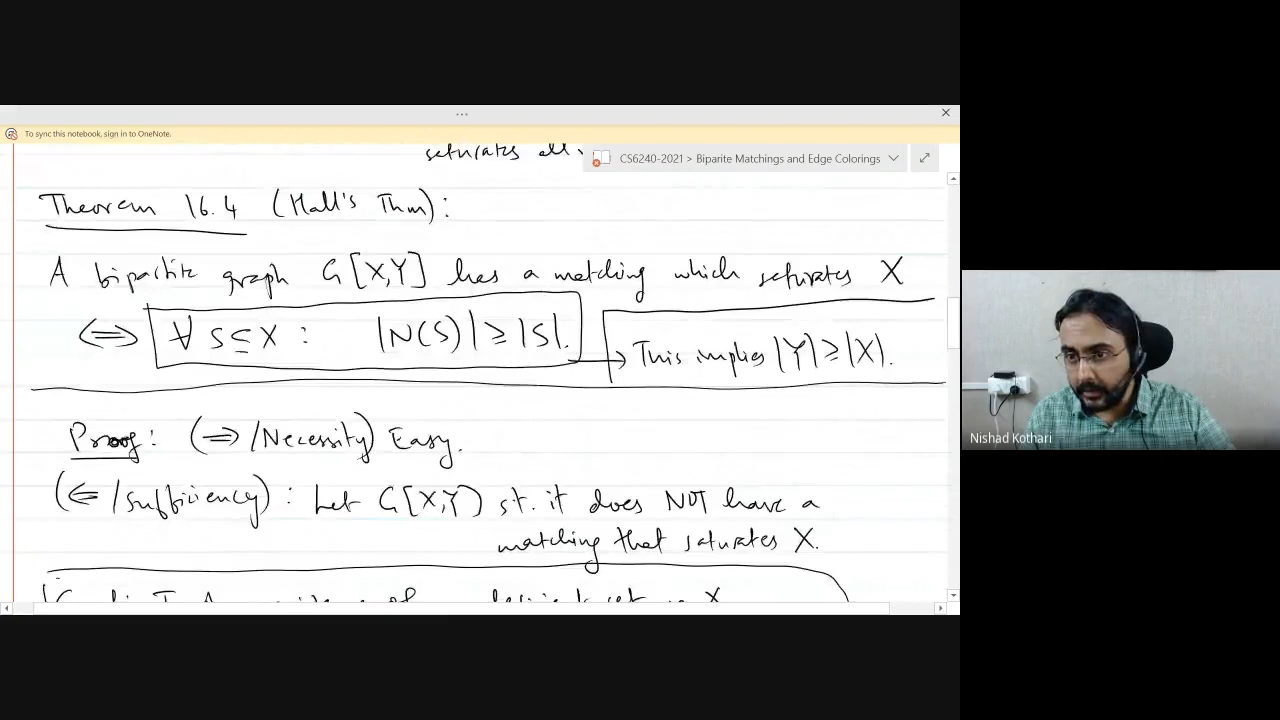 To sync this notebook, sign in to OneNote.
saturates all
CS6240-2021 > Biparite Matchings and Edge Colorings
Theorem 16.4 (Hall's Thm):
A bipartite graph G[X,Y] has a matching which saturates X
⟺ ∀ S⊆X : |N(S)| ≥ |S|. → This implies |Y| ≥ |X|.
Proof: (⟹/Necessity) Easy.
(⟸/Sufficiency): Let G[X,Y] st. it does NOT have a
matching that saturates X.
Nishad Kothari